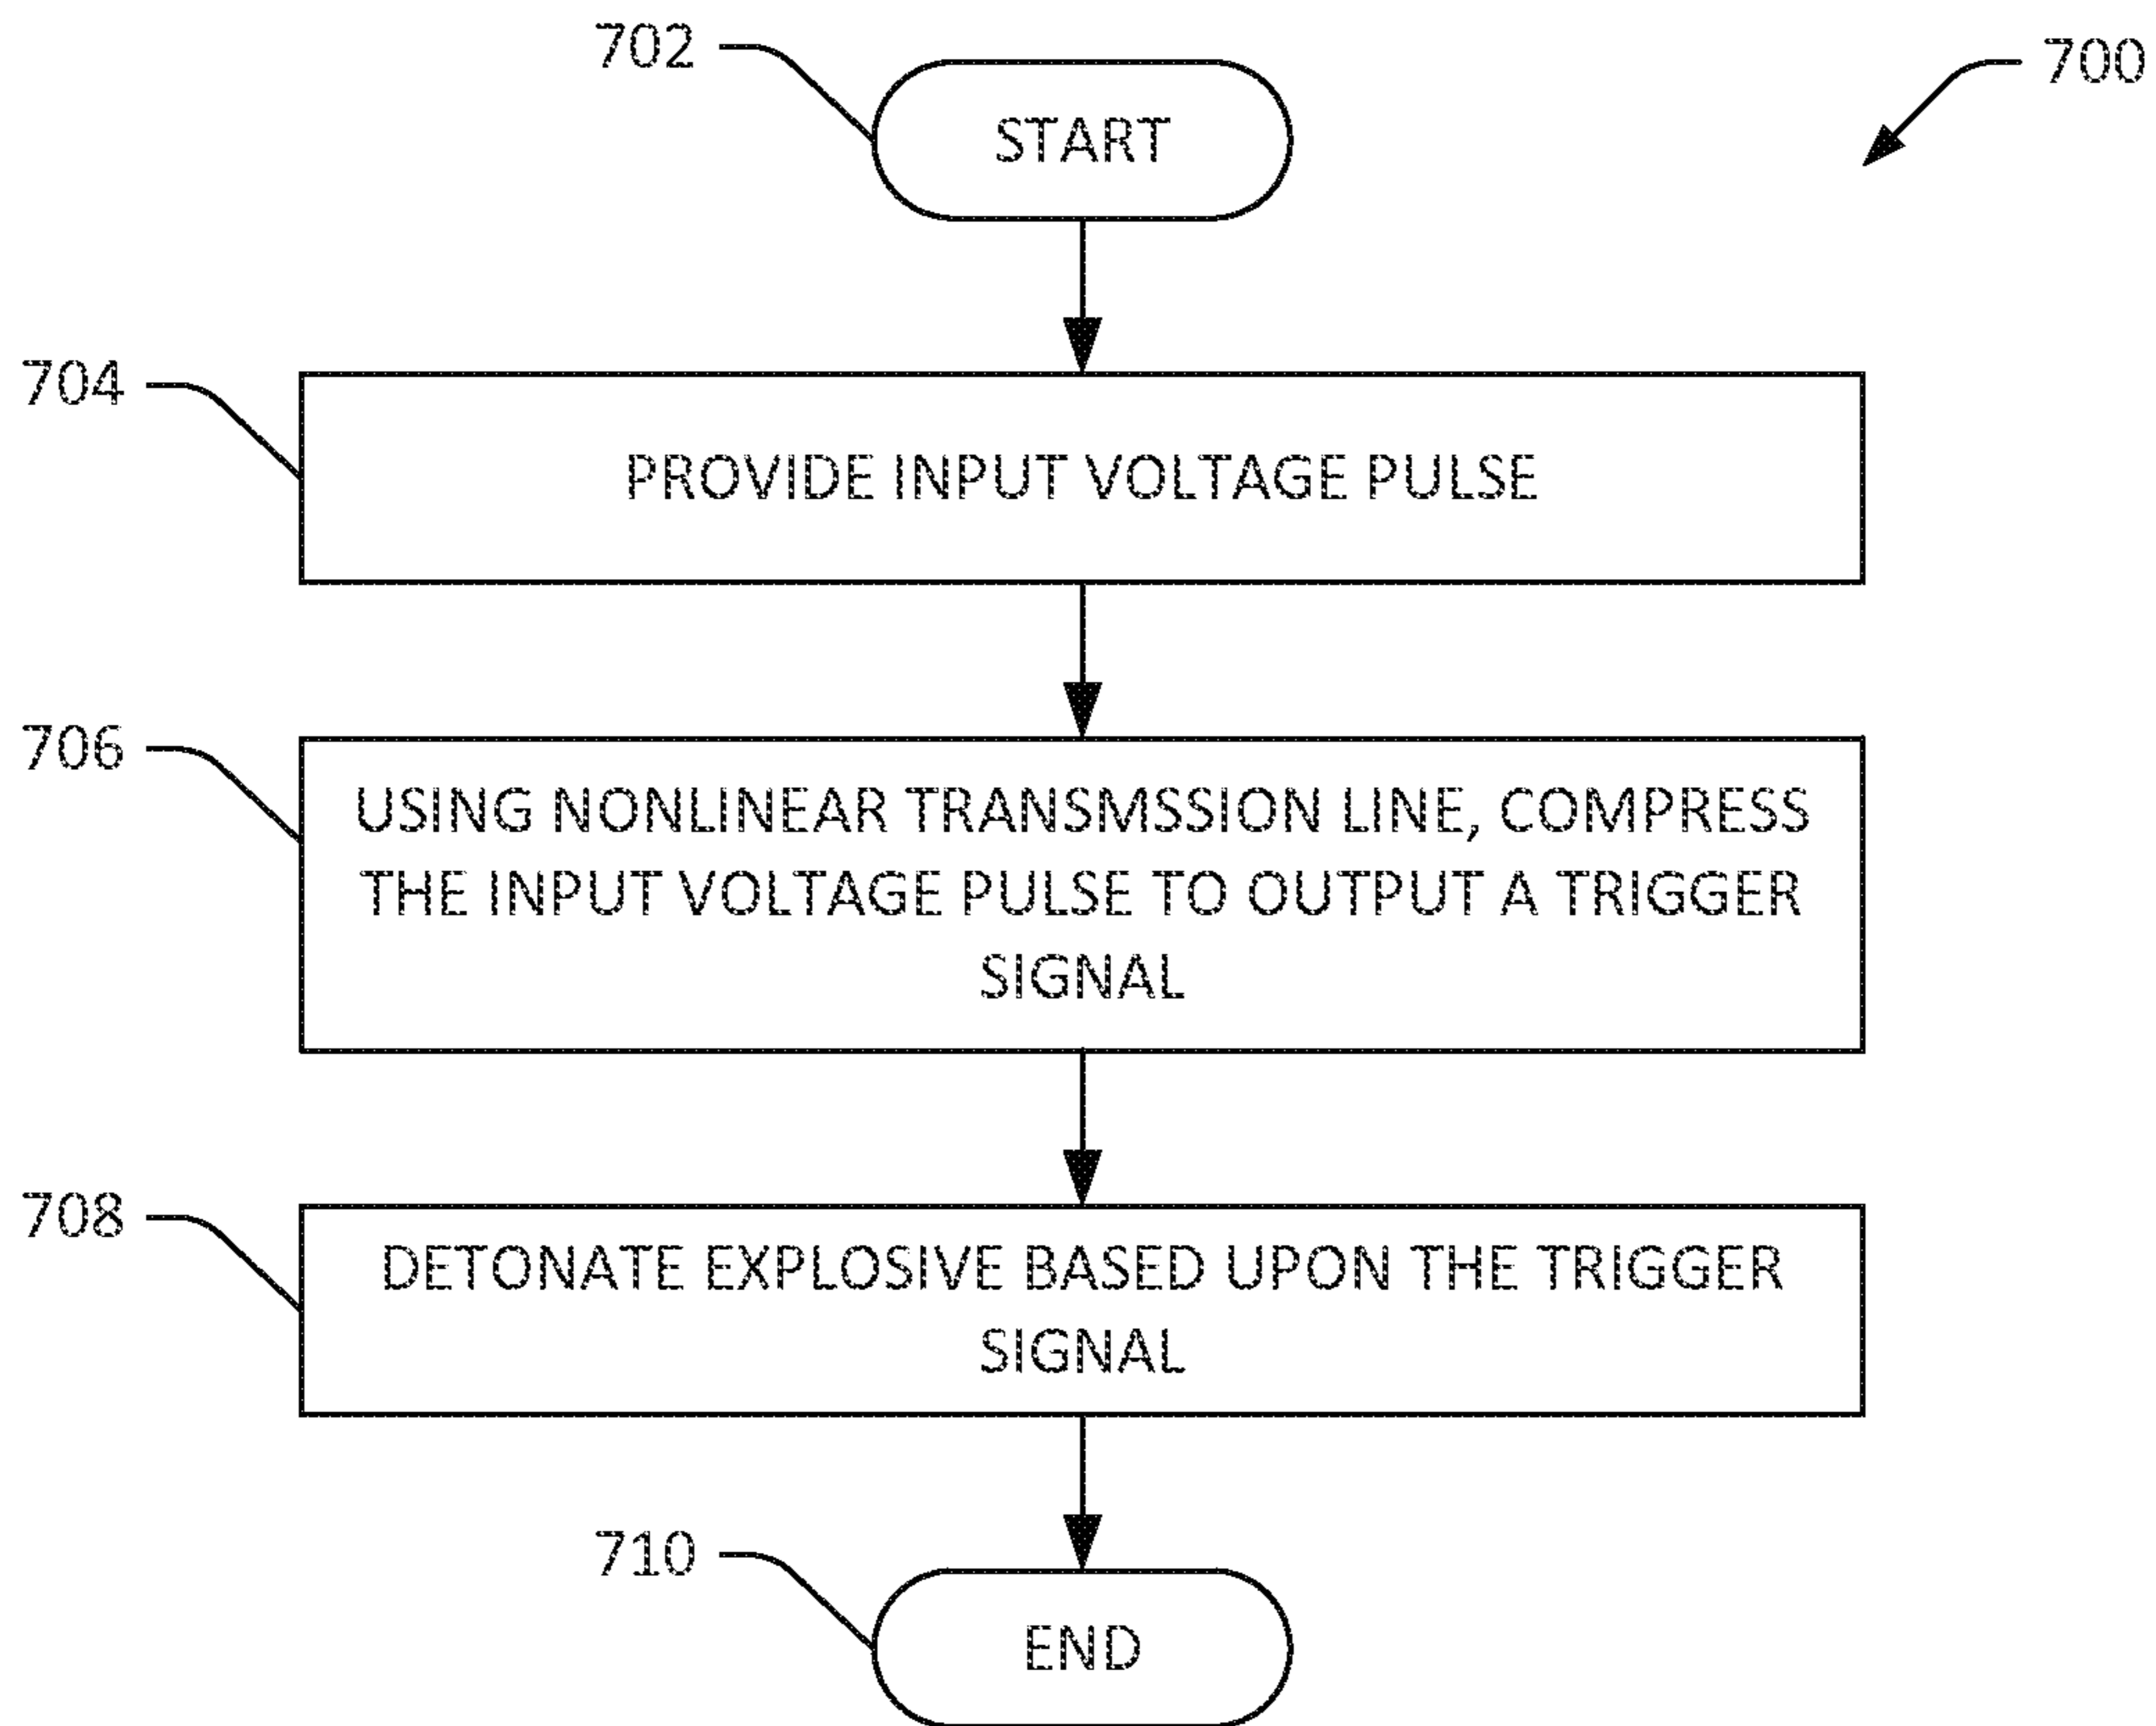 702
700
START
704
PROVIDE INPUT VOLTAGE PULSE
706
USING NONLINEAR TRANSMSSION LINE, COMPRESS
THE INPUT VOLTAGE PULSE TO OUTPUT A TRIGGER
SIGNAL
708
DETONATE EXPLOSIVE BASED UPON THE TRIGGER
SIGNAL
710
END